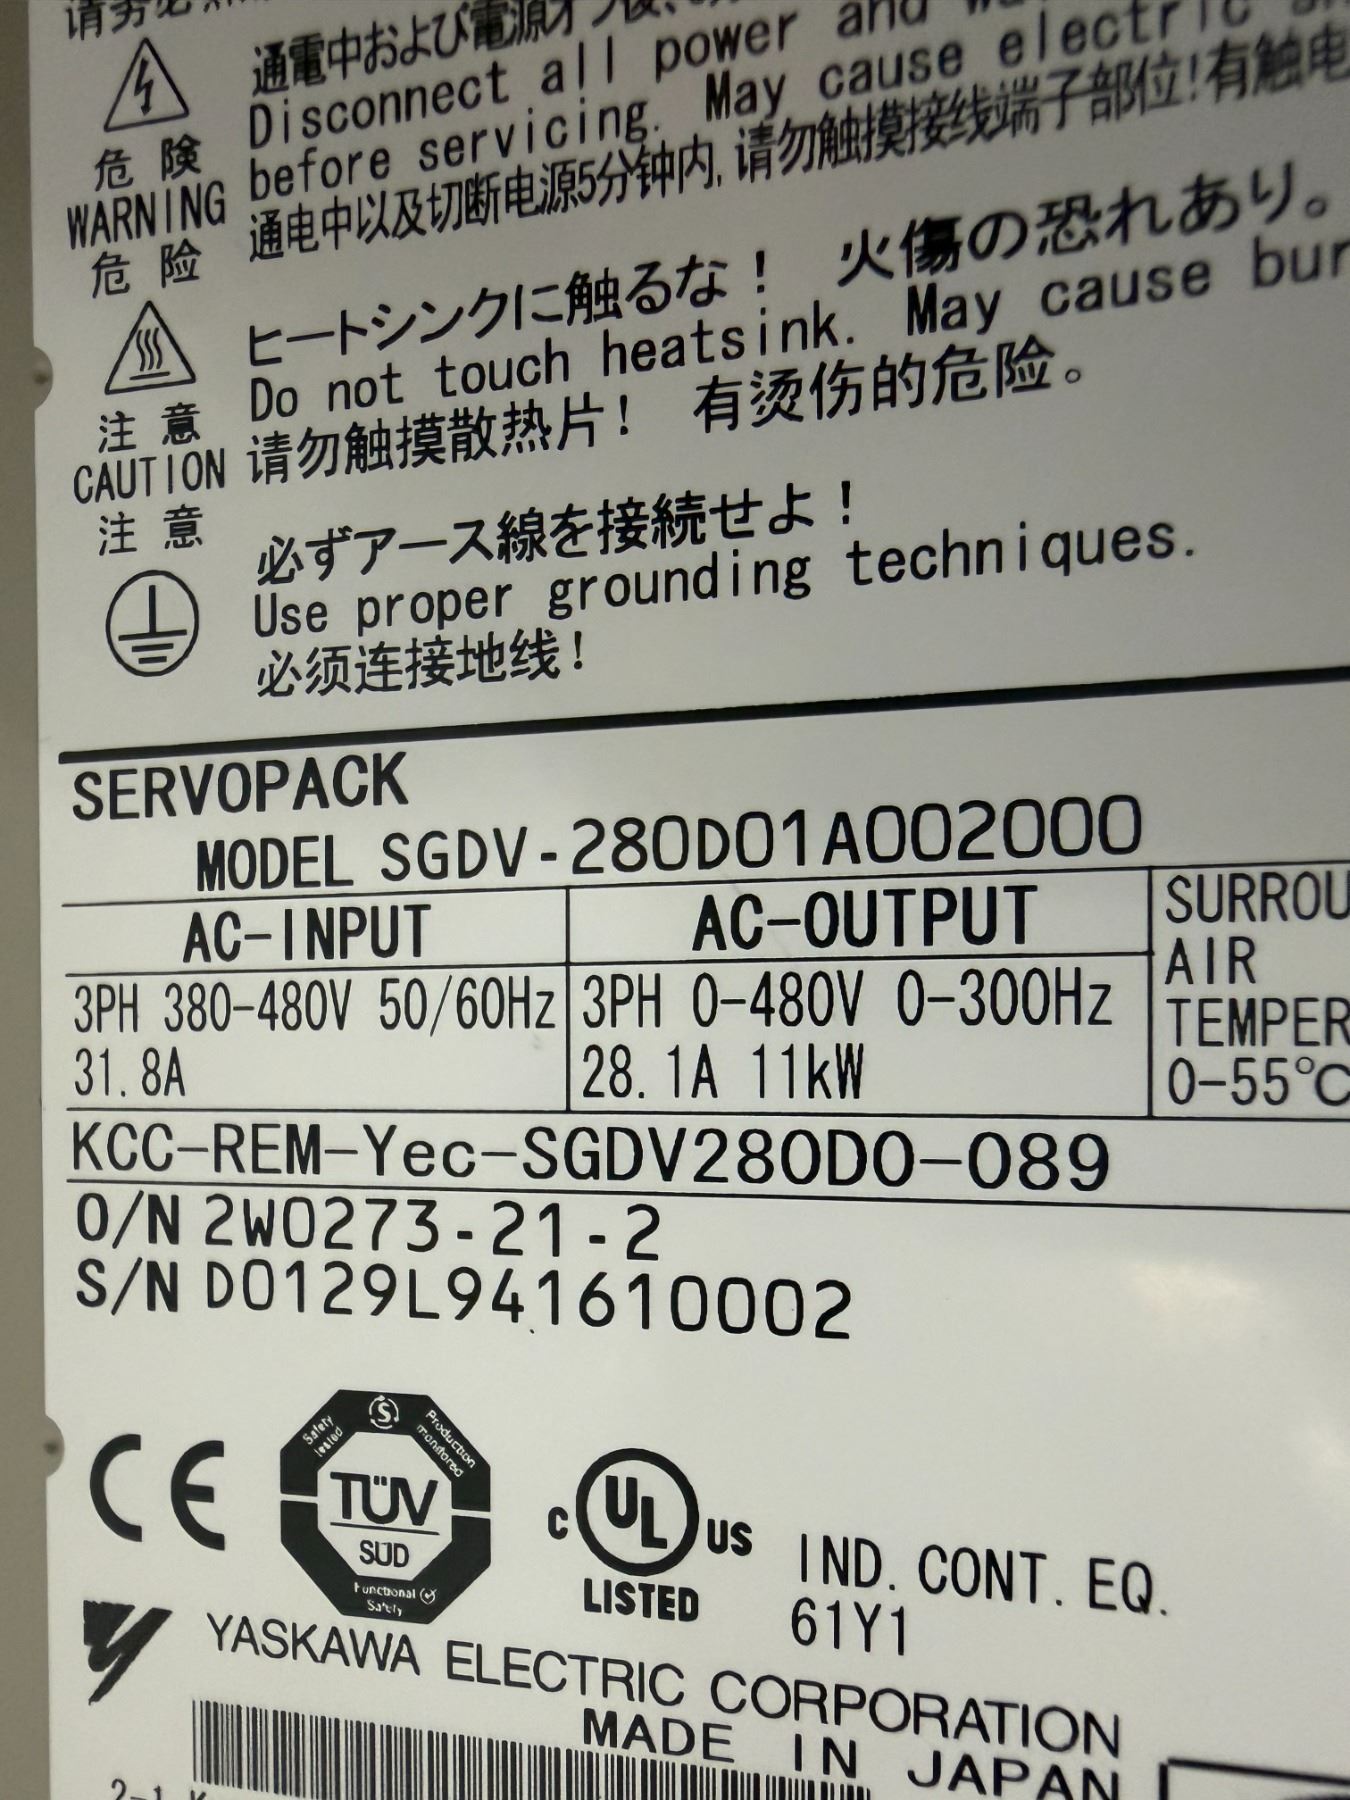 通電中および電源オフ後、
Disconnect all power and
before servicing. May cause electric
通电中以及切断电源5分钟内,请勿触摸接线端子部位!有触电
危 険
WARNING
危 险
ヒートシンクに触るな! 火傷の恐れあり。
Do not touch heatsink. May cause bur
请勿触摸散热片! 有烫伤的危险。
注 意
CAUTION
注 意
必ずアース線を接続せよ!
Use proper grounding techniques.
必须连接地线!
SERVOPACK
MODEL SGDV-280D01A002000
AC-INPUT
AC-OUTPUT
SURROU
AIR
TEMPER
0-55°C
3PH 380-480V 50/60Hz
31.8A
3PH 0-480V 0-300Hz
28.1A 11kW
KCC-REM-Yec-SGDV280D0-089
O/N 2W0273-21-2
S/N D0129L941610002
CE
Safety tested
Production monitored
TÜV
SÜD
Functional Safety
C UL US
LISTED
IND. CONT. EQ.
61Y1
YASKAWA ELECTRIC CORPORATION
MADE IN JAPAN